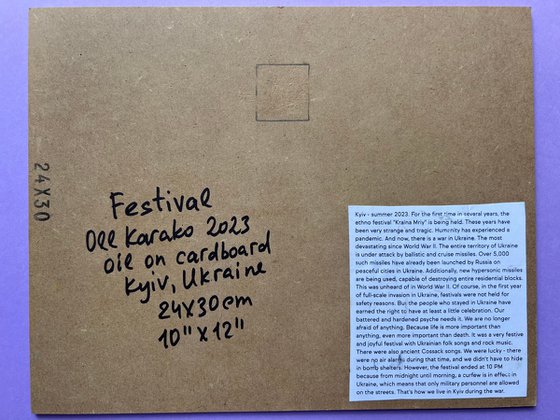 24X30
Festival
Oll Karako 2023
oil on cardboard
Kyiv, Ukraine
24X30cm
10" x 12"
Kyiv - summer 2023. For the first time in several years, the
ethno festival "Kraina Mriy" is being held. These years have
been very strange and tragic. Humanity has experienced a
pandemic. And now, there is a war in Ukraine. The most
devastating since World War II. The entire territory of Ukraine
is under attack by ballistic and cruise missiles. Over 5,000
such missiles have already been launched by Russia on
peaceful cities in Ukraine. Additionally, new hypersonic missiles
are being used, capable of destroying entire residential blocks.
This was unheard of in World War II. Of course, in the first year
of full-scale invasion in Ukraine, festivals were not held for
safety reasons. But the people who stayed in Ukraine have
earned the right to have at least a little celebration. Our
battered and hardened psyche needs it. We are no longer
afraid of anything. Because life is more important than
anything, even more important than death. It was a very festive
and joyful festival with Ukrainian folk songs and rock music.
There were also ancient Cossack songs. We were lucky - there
were no air alarms during that time, and we didn't have to hide
in bomb shelters. However, the festival ended at 10 PM
because from midnight until morning, a curfew is in effect in
Ukraine, which means that only military personnel are allowed
on the streets. That's how we live in Kyiv during the war.